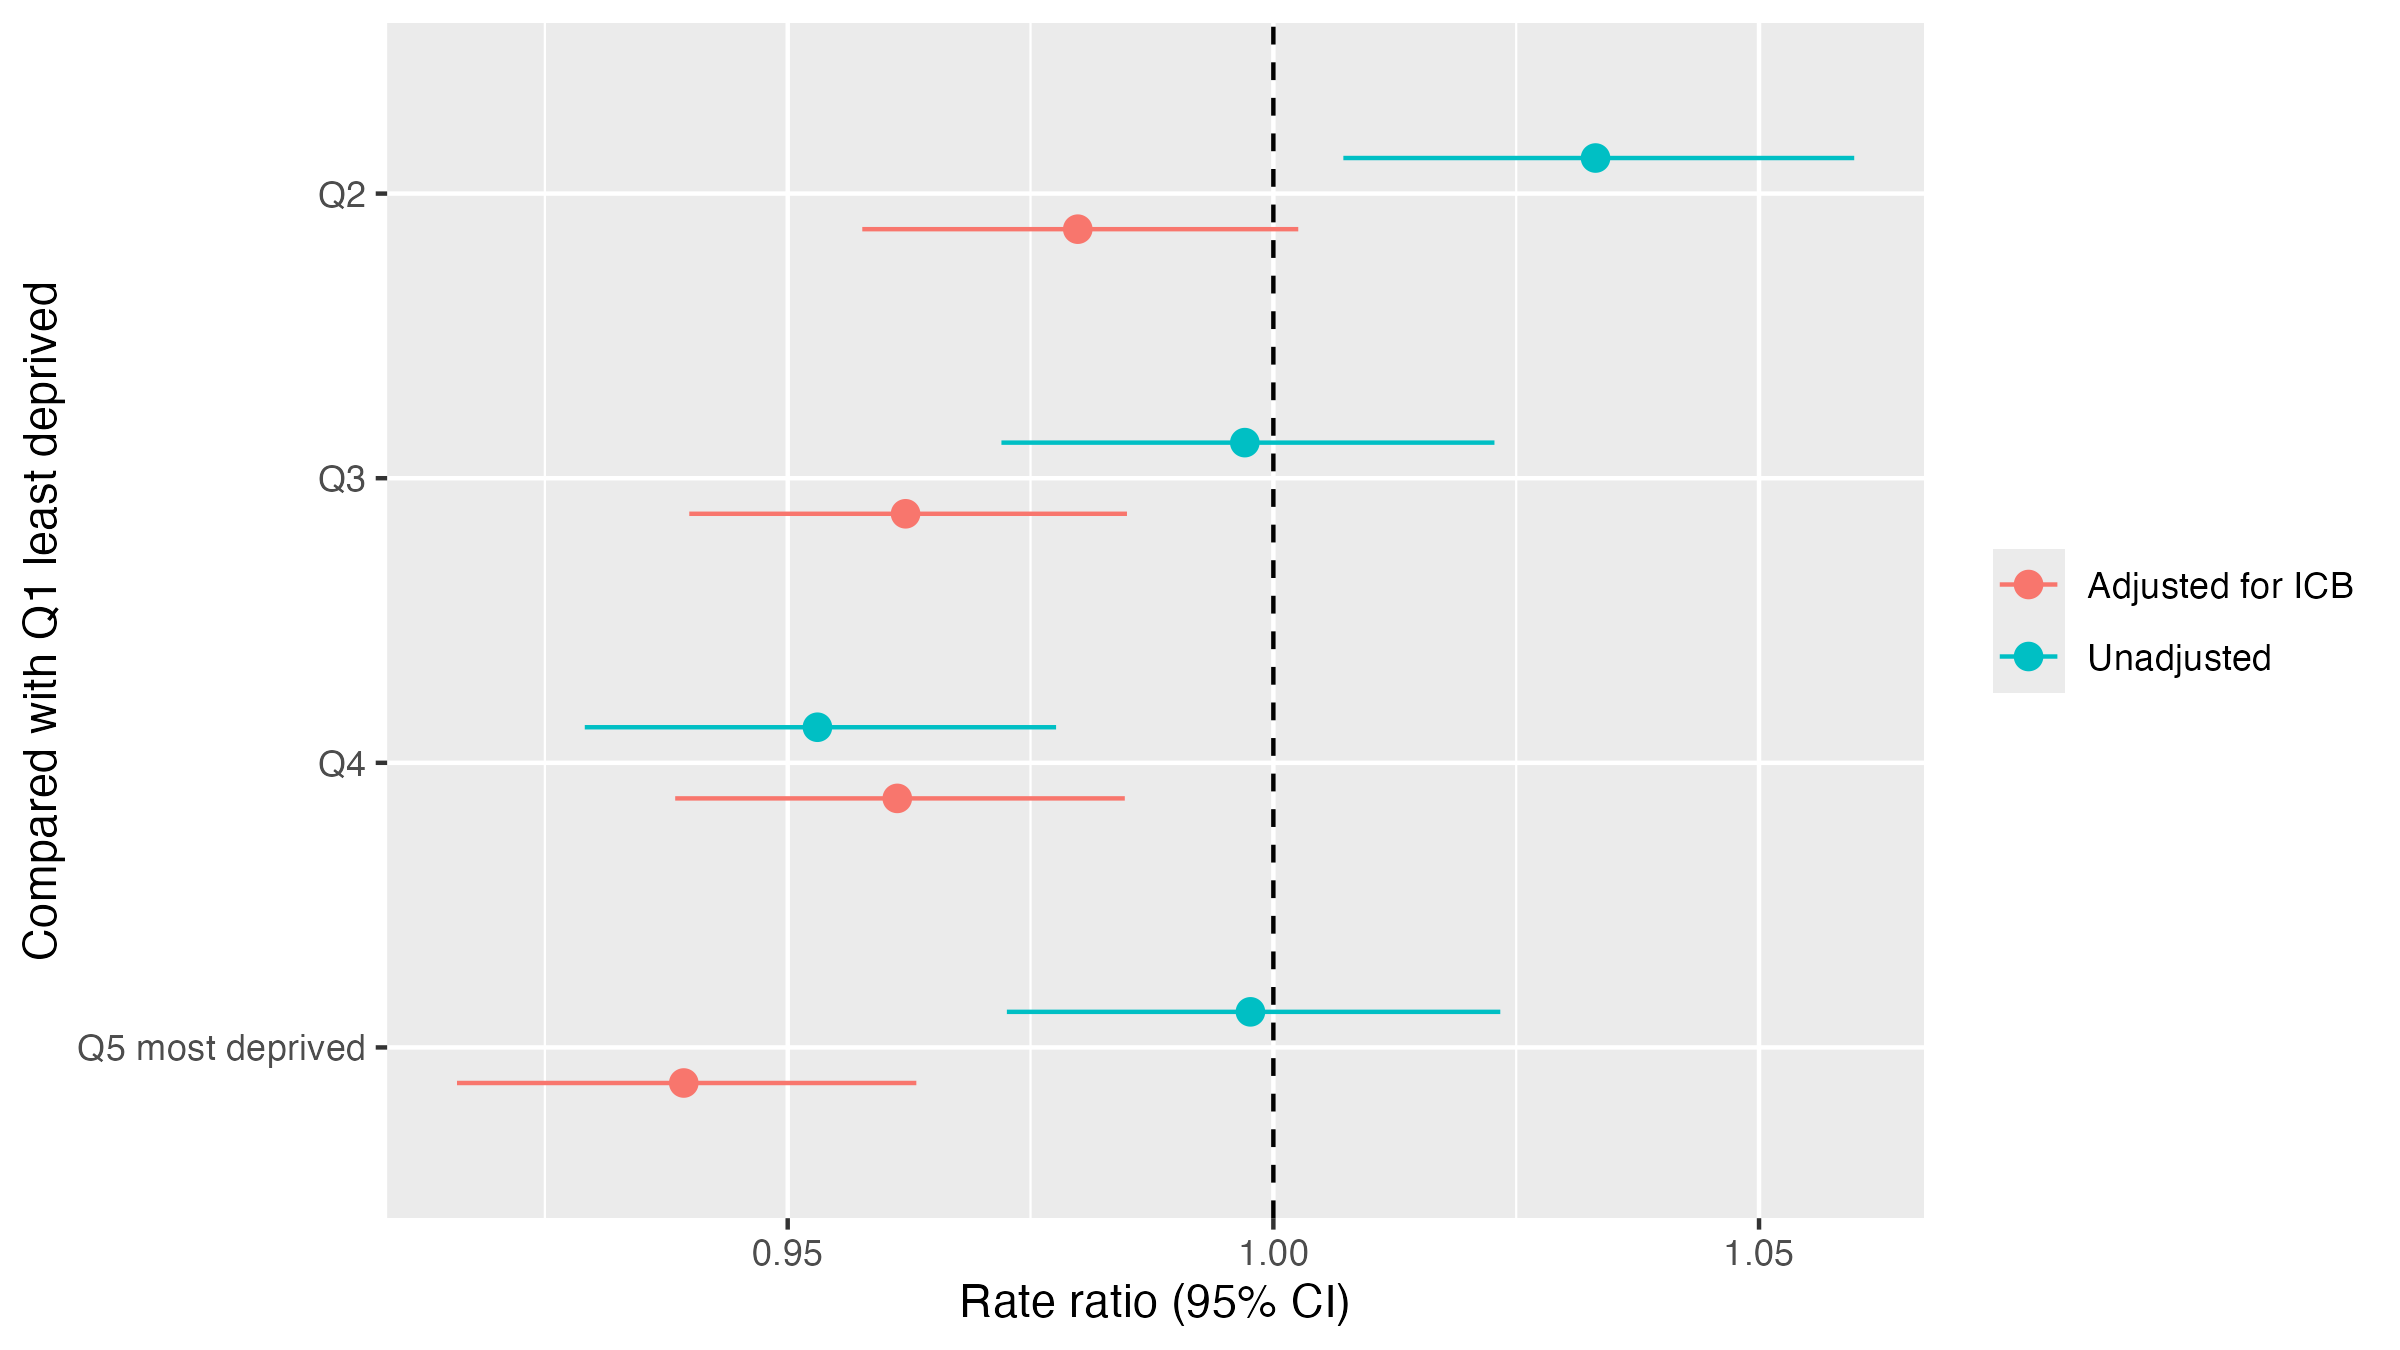 Compared with Q1 least deprived
Q2
Q3
Q4
Q5 most deprived
0.95
1.00
1.05
Rate ratio (95% CI)
Adjusted for ICB
Unadjusted